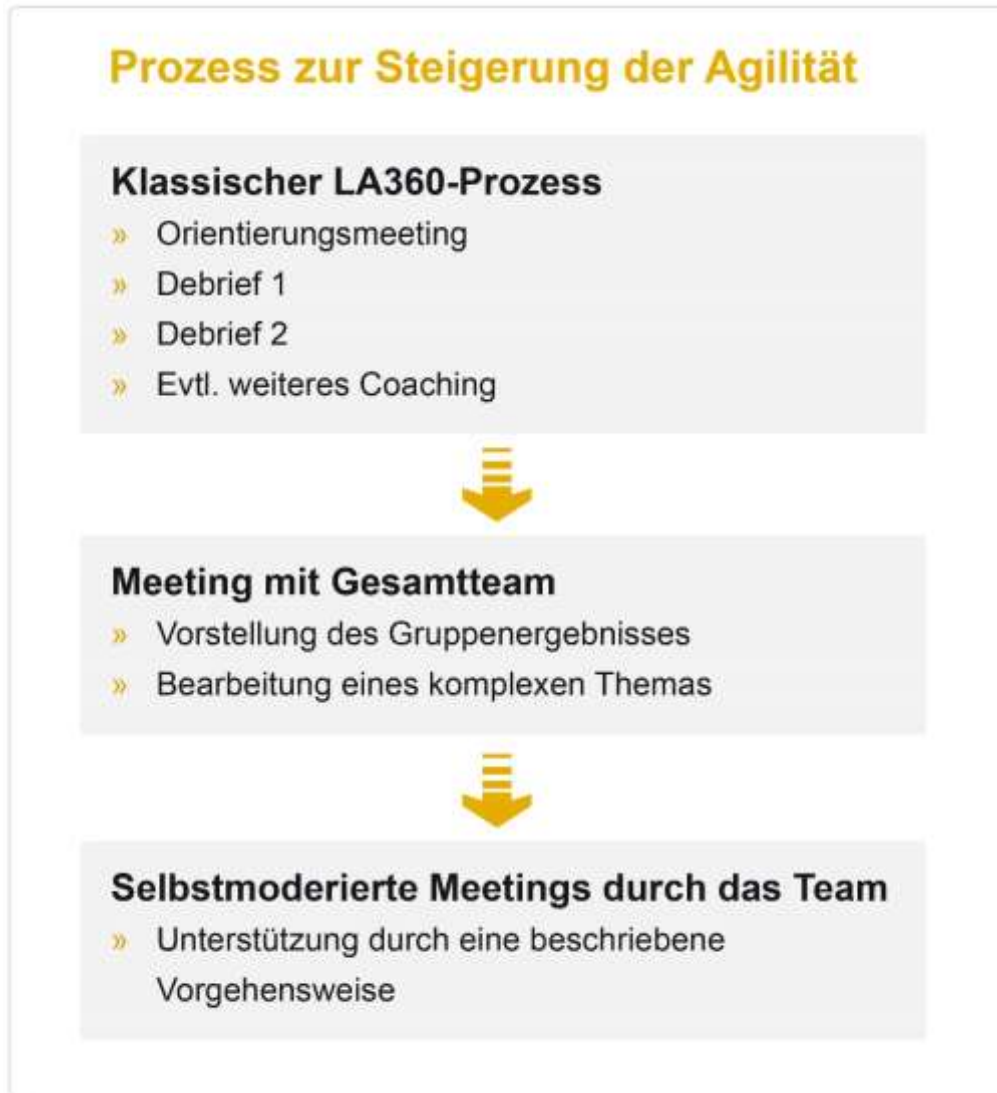 Prozess zur Steigerung der Agilität
Klassischer LA360-Prozess
» Orientierungsmeeting
» Debrief 1
» Debrief 2
» Evtl. weiteres Coaching
Meeting mit Gesamtteam
» Vorstellung des Gruppenergebnisses
» Bearbeitung eines komplexen Themas
Selbstmoderierte Meetings durch das Team
» Unterstützung durch eine beschriebene
Vorgehensweise